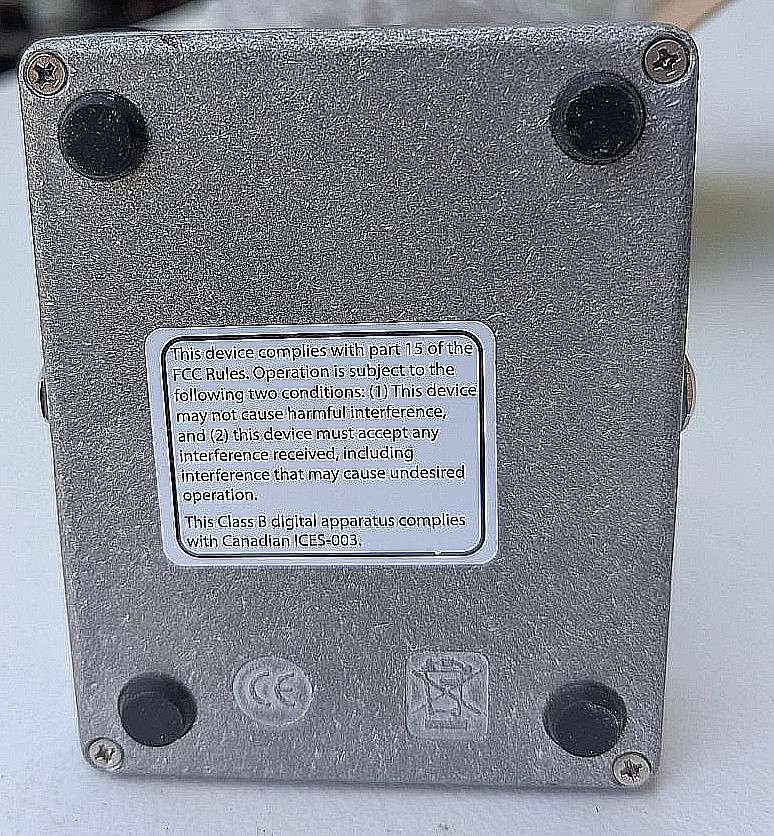 This device complies with part 15 of the
FCC Rules. Operation is subject to the
following two conditions: (1) This device
may not cause harmful interference,
and (2) this device must accept any
interference received, including
interference that may cause undesired
operation.
This Class B digital apparatus complies
with Canadian ICES-003.
CE